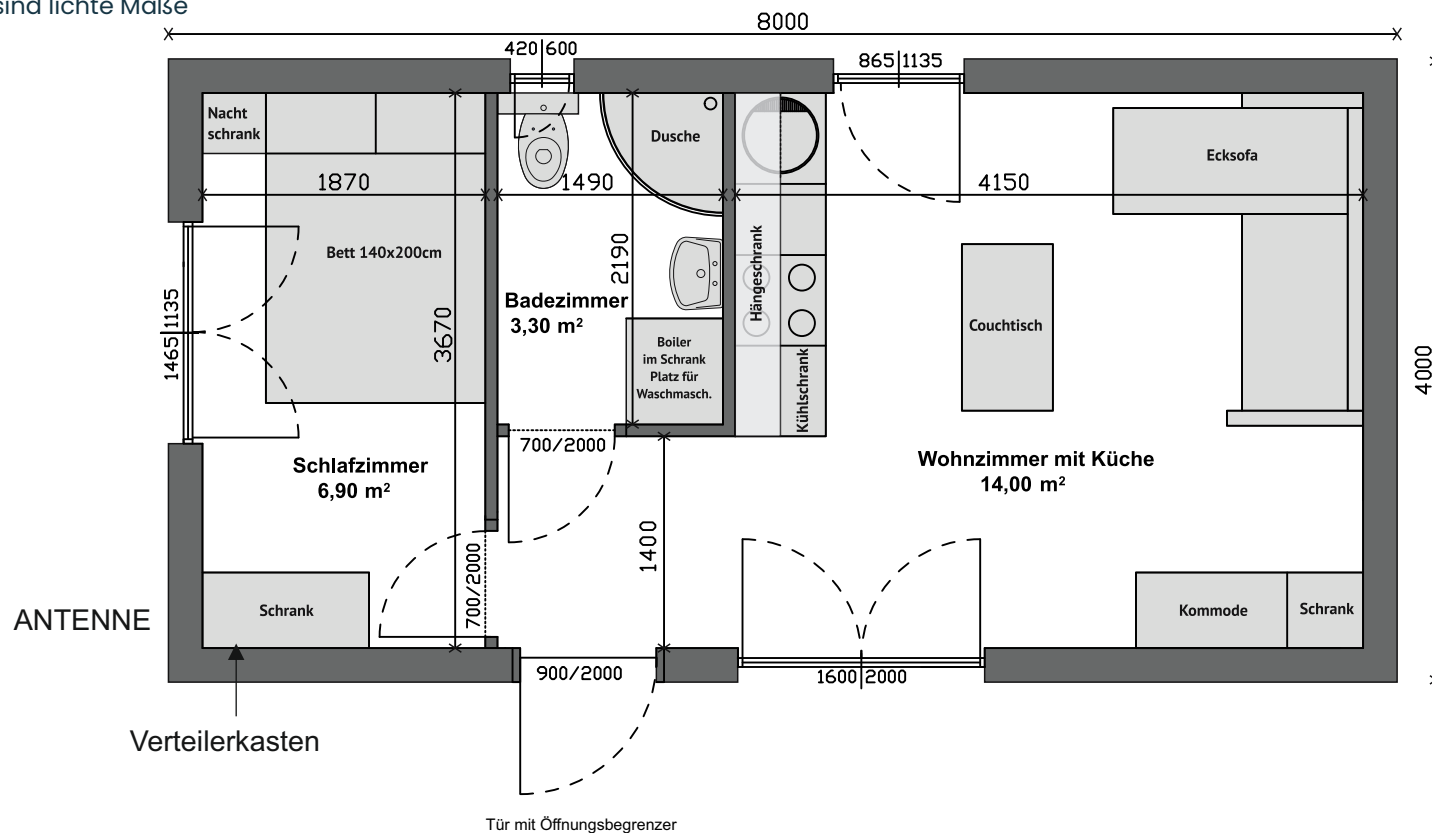 sind lichte Maße
8000
420|600
865|1135
Nacht
schrank
Dusche
Ecksofa
1870
1490
4150
Bett 140x200cm
2190
Hängeschrank
1465|1135
3670
Badezimmer
3,30 m²
Couchtisch
4000
Boiler
im Schrank
Platz für
Waschmasch.
Kühlschrank
700/2000
Schlafzimmer
6,90 m²
Wohnzimmer mit Küche
14,00 m²
1400
700/2000
ANTENNE
Schrank
Kommode
Schrank
900/2000
1600|2000
Verteilerkasten
Tür mit Öffnungsbegrenzer